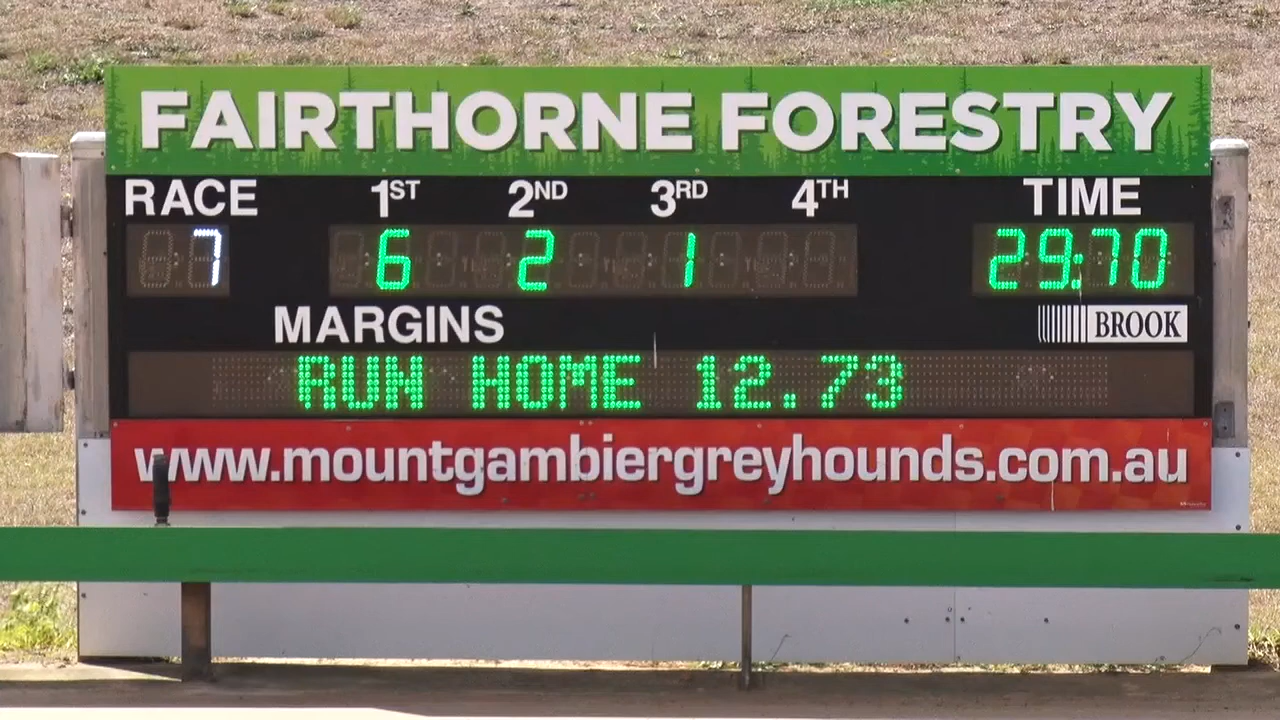 FAIRTHORNE FORESTRY
RACE 1ST 2ND 3RD 4TH TIME
7 6 2 1 29:70
MARGINS BROOK
RUN HOME 12.73
www.mountgambiergreyhounds.com.au